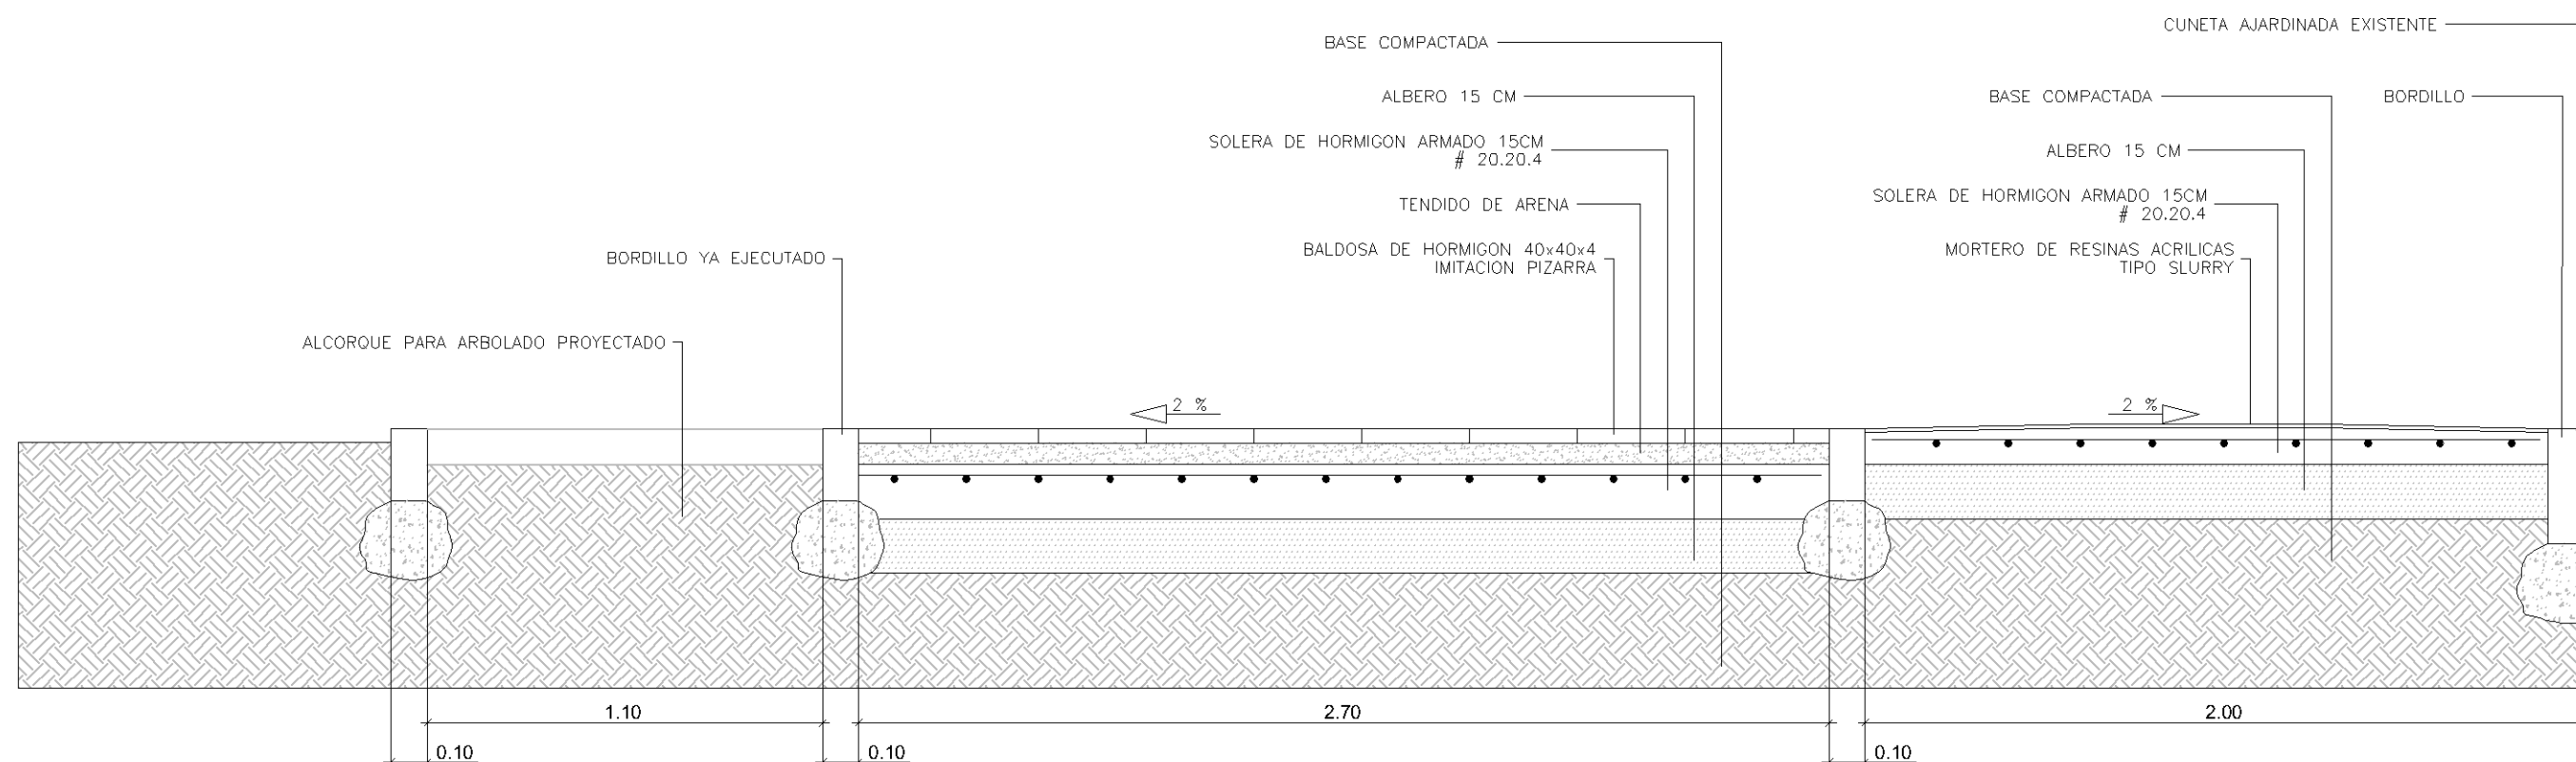 CUNETA AJARDINADA EXISTENTE
BASE COMPACTADA
ALBERO 15 CM
SOLERA DE HORMIGON ARMADO 15CM
# 20.20.4
TENDIDO DE ARENA
BALDOSA DE HORMIGON 40x40x4
IMITACION PIZARRA
BORDILLO YA EJECUTADO
ALCORQUE PARA ARBOLADO PROYECTADO
BASE COMPACTADA
BORDILLO
ALBERO 15 CM
SOLERA DE HORMIGON ARMADO 15CM
# 20.20.4
MORTERO DE RESINAS ACRILICAS
TIPO SLURRY
2 %
2 %
1.10
2.70
2.00
0.10
0.10
0.10